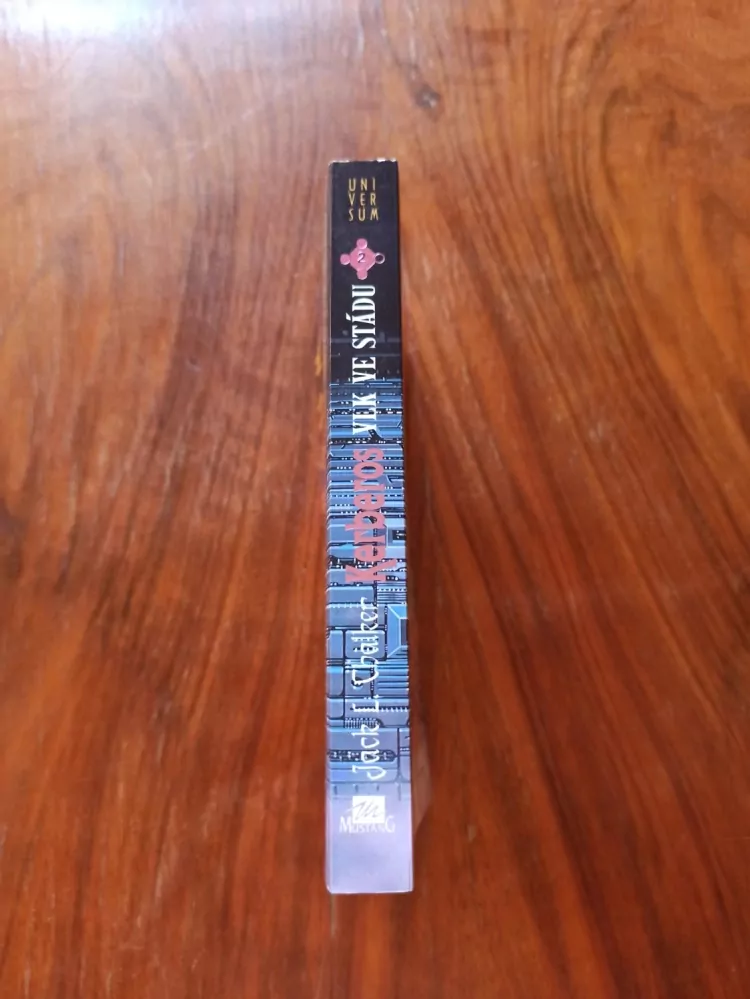 UNI
VER
SUM
2
Jack L. Chalker Kerberos VLK VE STÁDU
M
MUSTANG